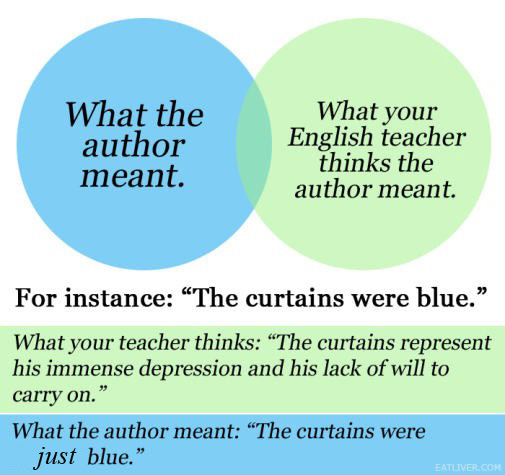 What the
author
meant.
What your
English teacher
thinks the
author meant.
For instance: “The curtains were blue.”
What your teacher thinks: “The curtains represent
his immense depression and his lack of will to
carry on.”
What the author meant: “The curtains were
just blue.”
EATLIVER.COM